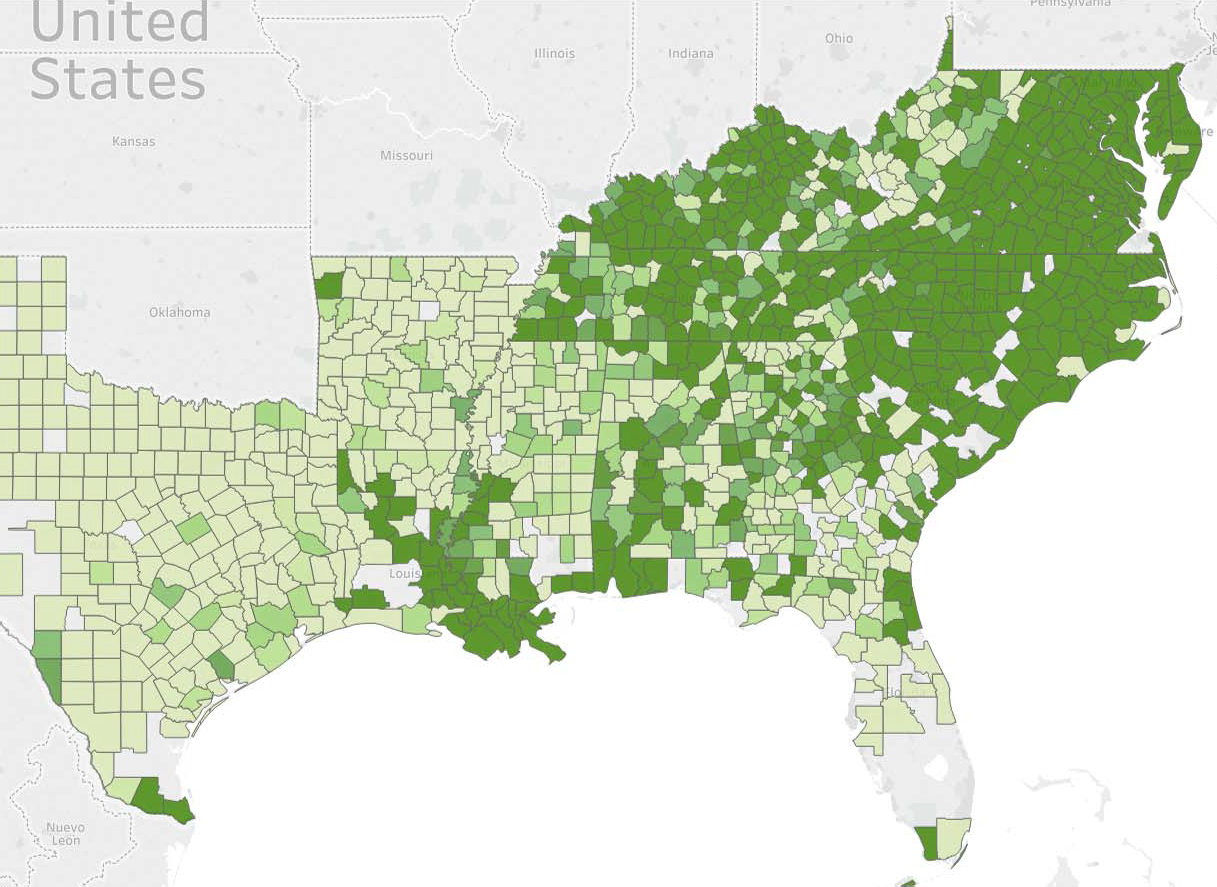 United
States
Pennsylvania
Ohio
Illinois
Indiana
Kansas
Missouri
Oklahoma
Nuevo
León